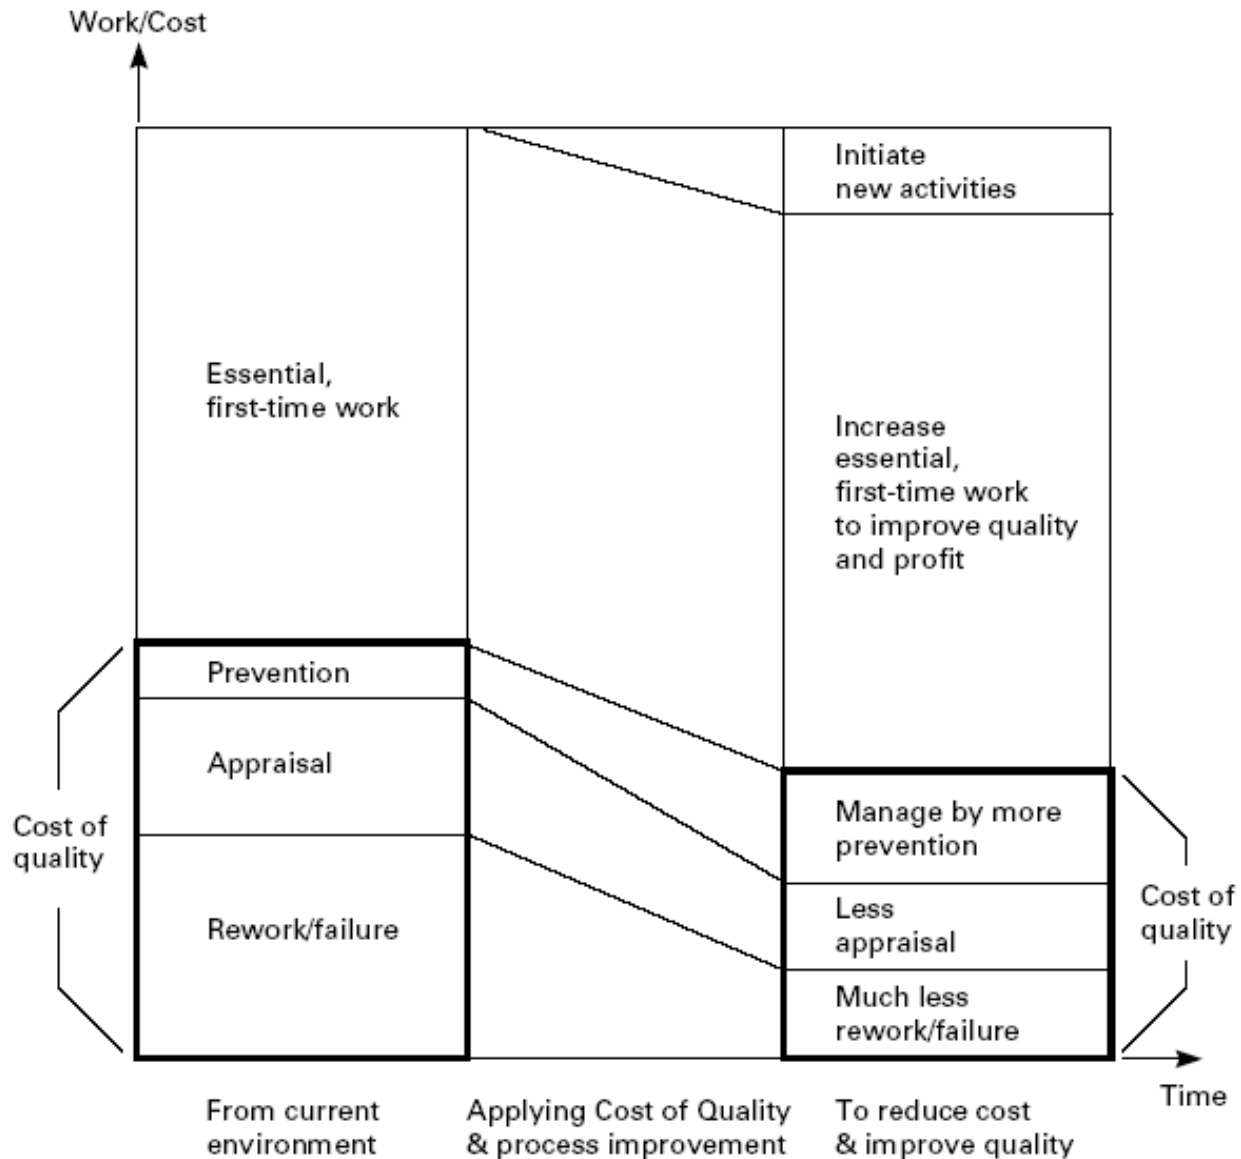 Work/Cost
Essential,
first-time work
Prevention
Appraisal
Rework/failure
Cost of
quality
Initiate
new activities
Increase
essential,
first-time work
to improve quality
and profit
Manage by more
prevention
Less
appraisal
Much less
rework/failure
Cost of
quality
Time
From current
environment
Applying Cost of Quality
& process improvement
To reduce cost
& improve quality